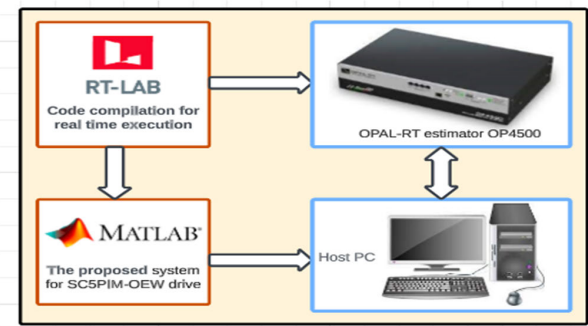 RT-LAB
Code compilation for
real time execution
OPAL-RT estimator OP4500
MATLAB®
The proposed system
for SC5PIM-OEW drive
Host PC